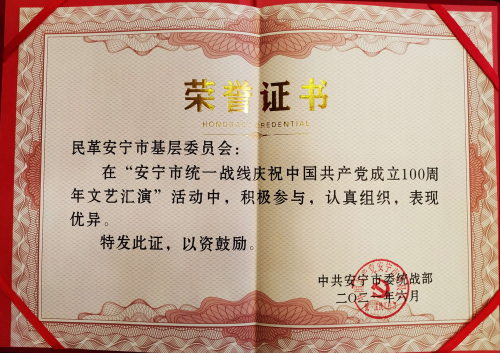 荣誉证书
民革安宁市基层委员会：
在“安宁市统一战线庆祝中国共产党成立100周
年文艺汇演”活动中，积极参与，认真组织，表现
优异。
特发此证，以资鼓励。
中共安宁市委统战部
二〇二一年六月